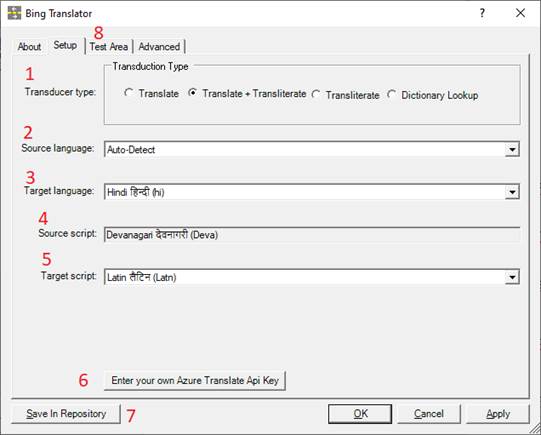 Bing Translator
8
About Setup Test Area Advanced
1 Transduction Type
Transducer type: Translate Translate + Transliterate Transliterate Dictionary Lookup
2
Source language: Auto-Detect
3
Target language: Hindi हिन्दी (hi)
4
Source script: Devanagari देवनागरी (Deva)
5
Target script: Latin लैटिन (Latn)
6 Enter your own Azure Translate Api Key
Save In Repository 7 OK Cancel Apply